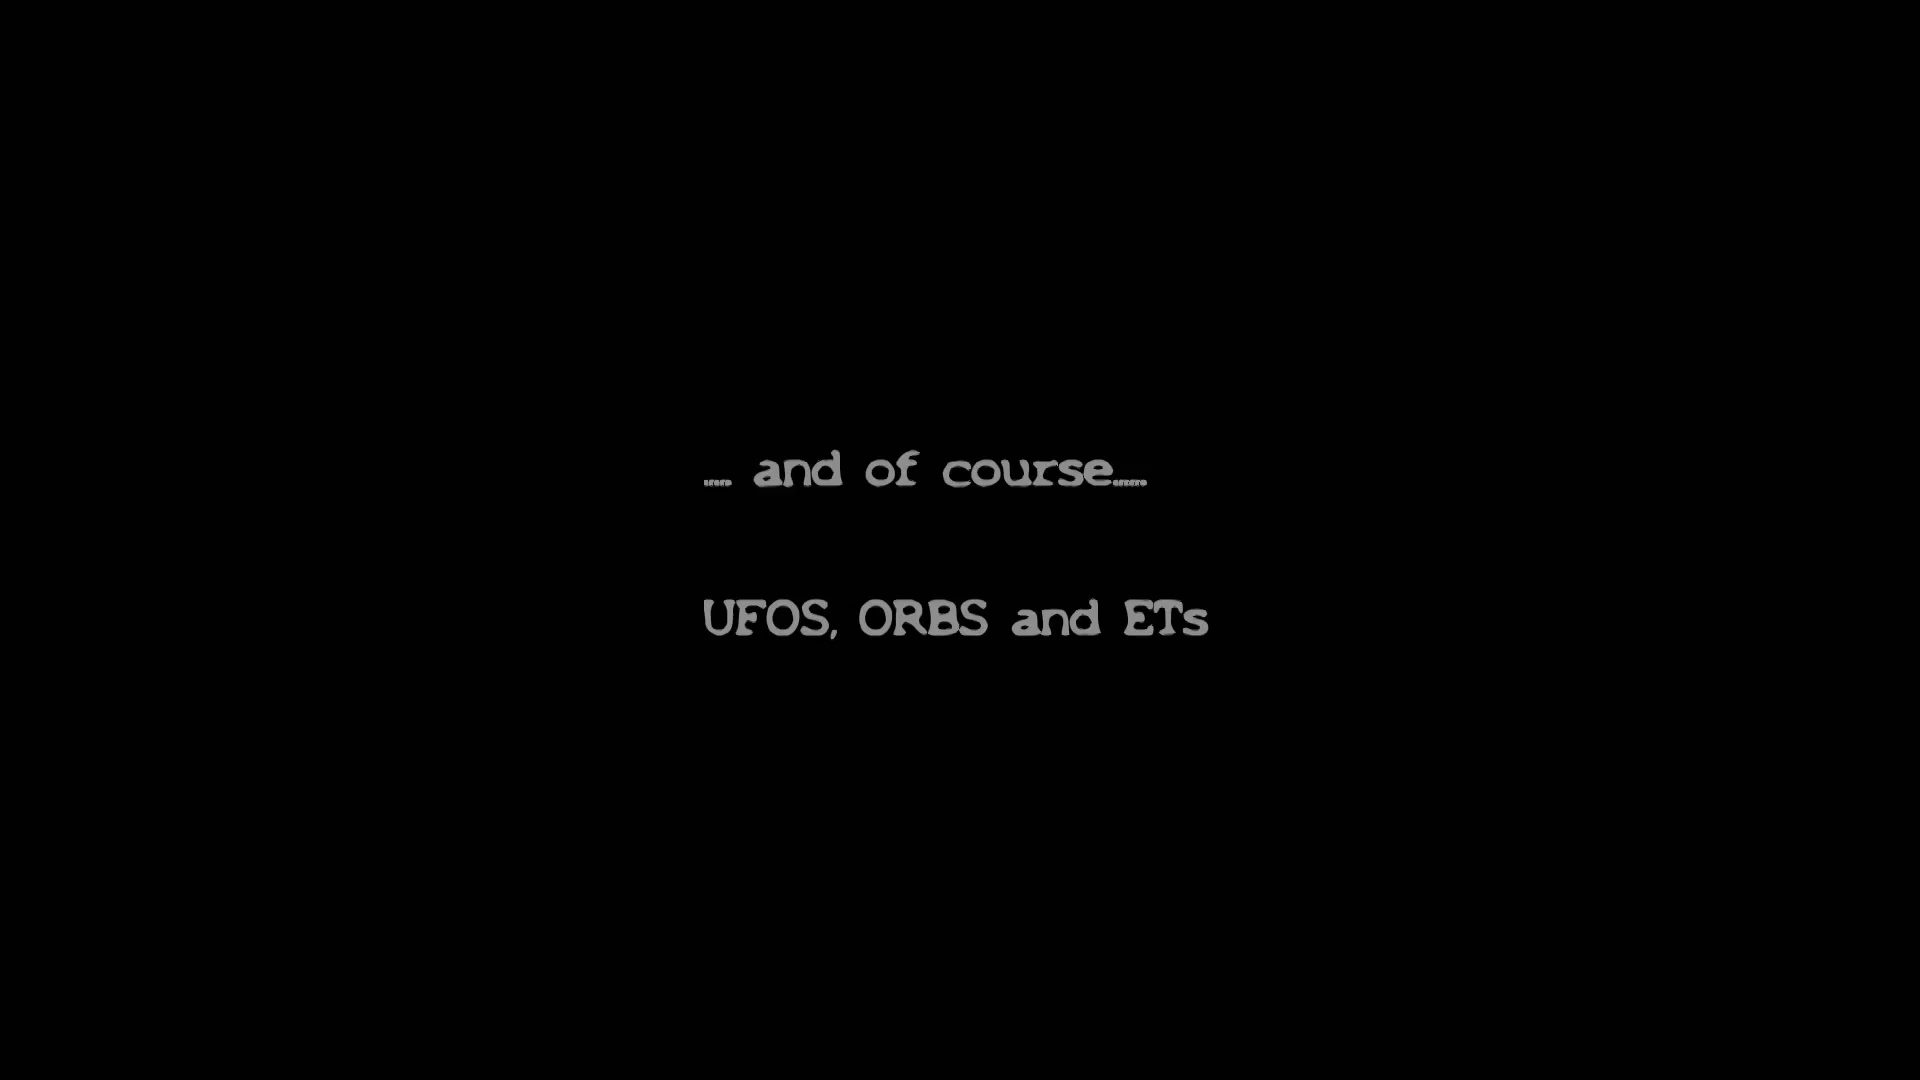 .... and of course.....
UFOS, ORBS and ETs